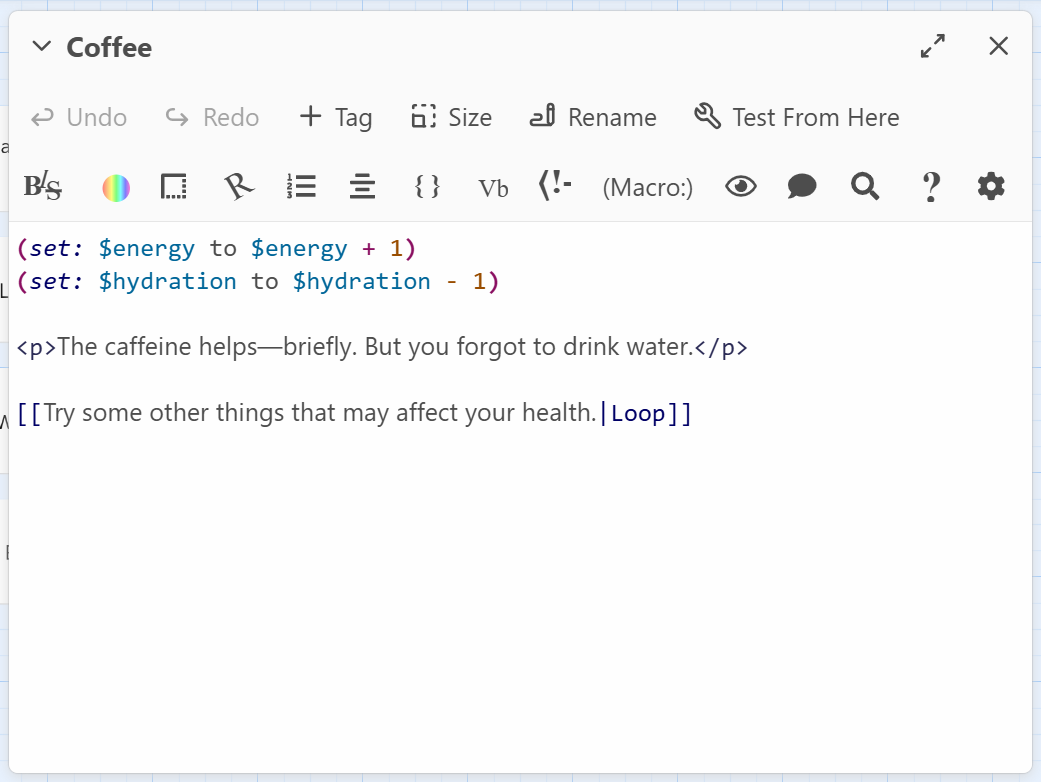 Coffee
Undo Redo + Tag Size Rename Test From Here
BIS { } Vb (!- (Macro:) ?
(set: $energy to $energy + 1)
(set: $hydration to $hydration - 1)
<p>The caffeine helps—briefly. But you forgot to drink water.</p>
[[Try some other things that may affect your health.|Loop]]